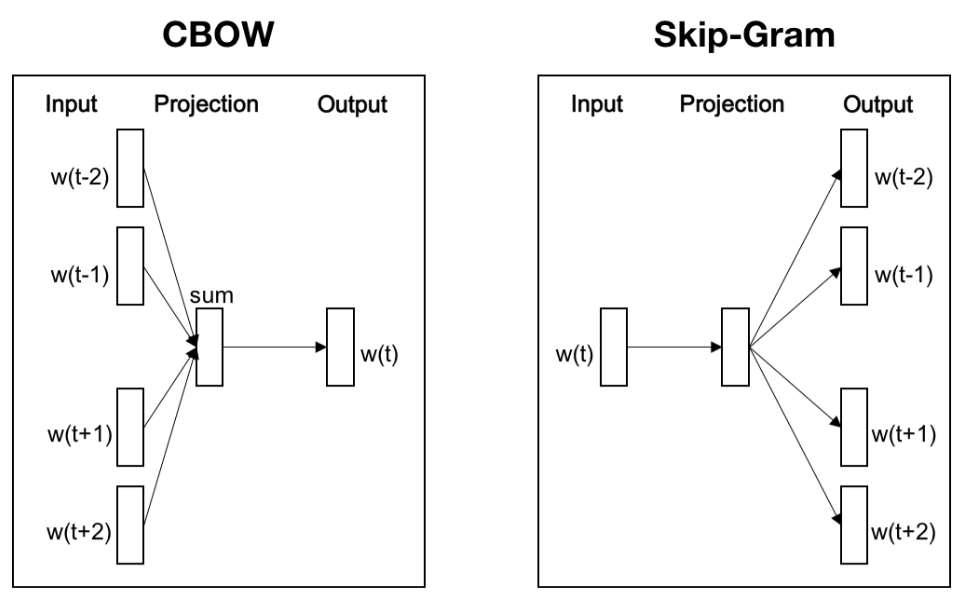 CBOW
Input Projection Output
w(t-2)
w(t-1)
sum
w(t)
w(t+1)
w(t+2)
Skip-Gram
Input Projection Output
w(t-2)
w(t-1)
w(t)
w(t+1)
w(t+2)